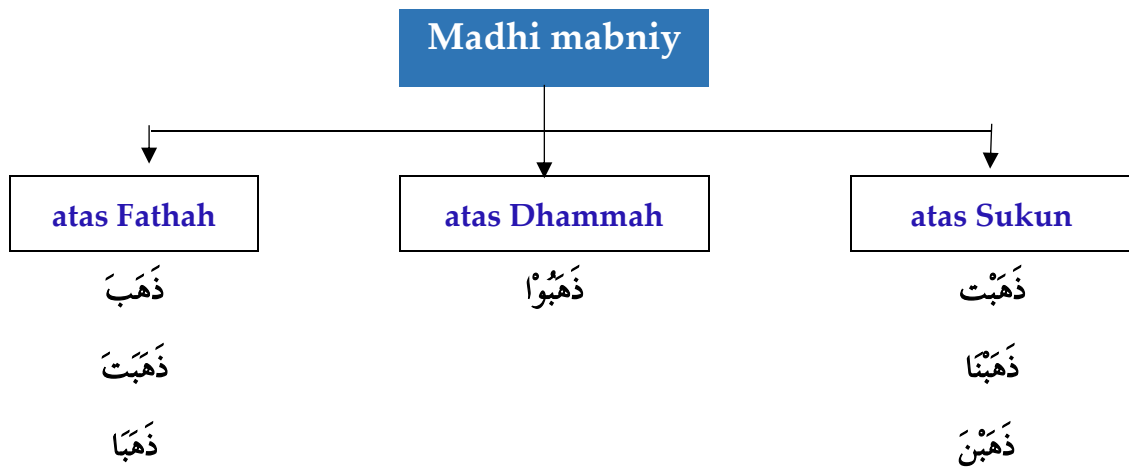 Madhi mabniy
atas Fathah
atas Dhammah
atas Sukun
ذَهَبَ
ذَهَبُوْا
ذَهَبْت
ذَهَبَتَ
ذَهَبْنَا
ذَهَبَا
ذَهَبْنَ